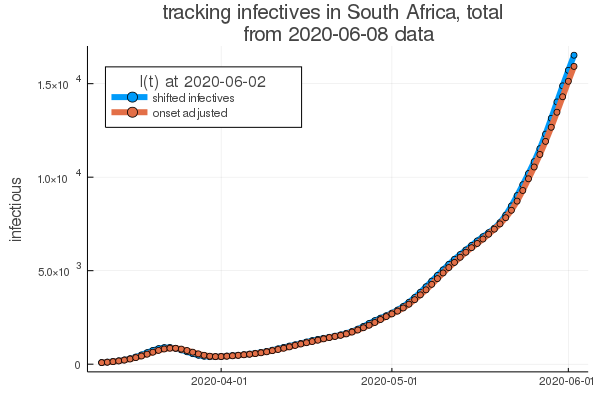 tracking infectives in South Africa, total
from 2020-06-08 data
I(t) at 2020-06-02
shifted infectives
onset adjusted
infectious
1.5×10⁴
1.0×10⁴
5.0×10³
0
2020-04-01 2020-05-01 2020-06-01